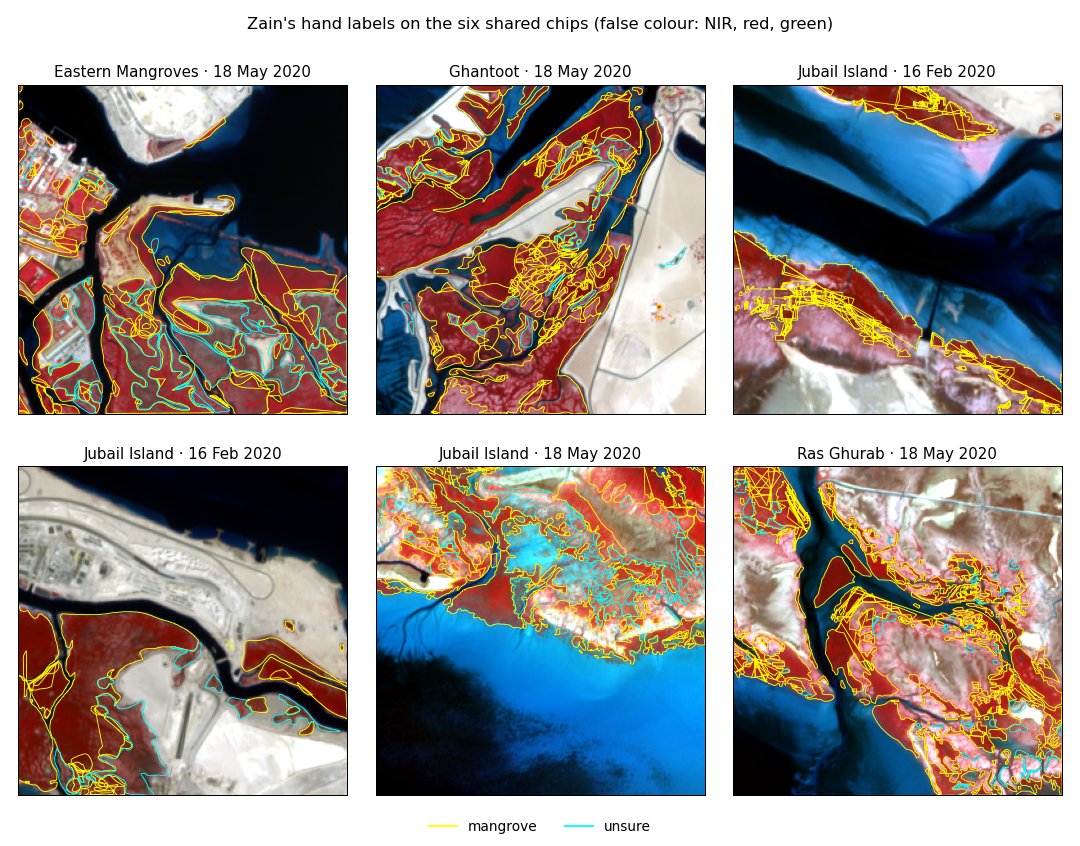 Zain's hand labels on the six shared chips (false colour: NIR, red, green)
Eastern Mangroves · 18 May 2020
Ghantoot · 18 May 2020
Jubail Island · 16 Feb 2020
Jubail Island · 16 Feb 2020
Jubail Island · 18 May 2020
Ras Ghurab · 18 May 2020
mangrove
unsure